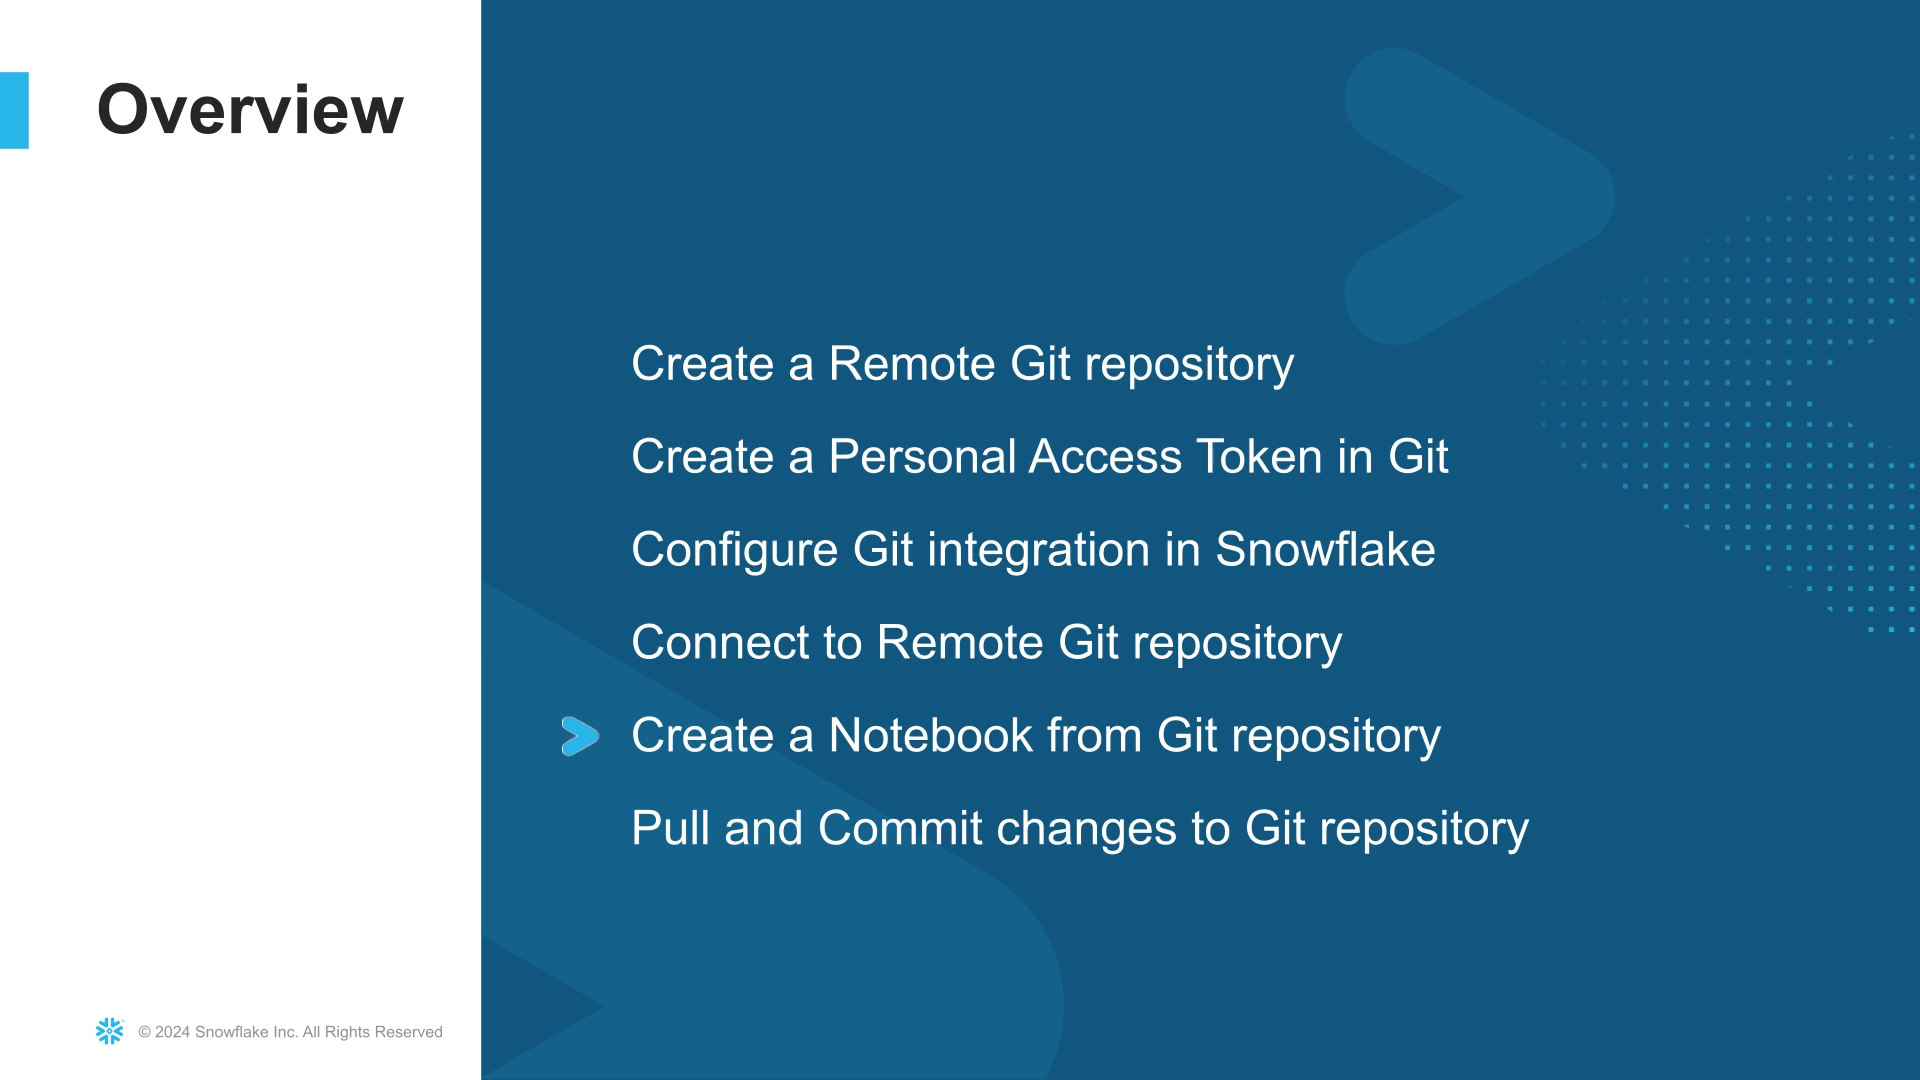 Overview
Create a Remote Git repository
Create a Personal Access Token in Git
Configure Git integration in Snowflake
Connect to Remote Git repository
Create a Notebook from Git repository
Pull and Commit changes to Git repository
© 2024 Snowflake Inc. All Rights Reserved